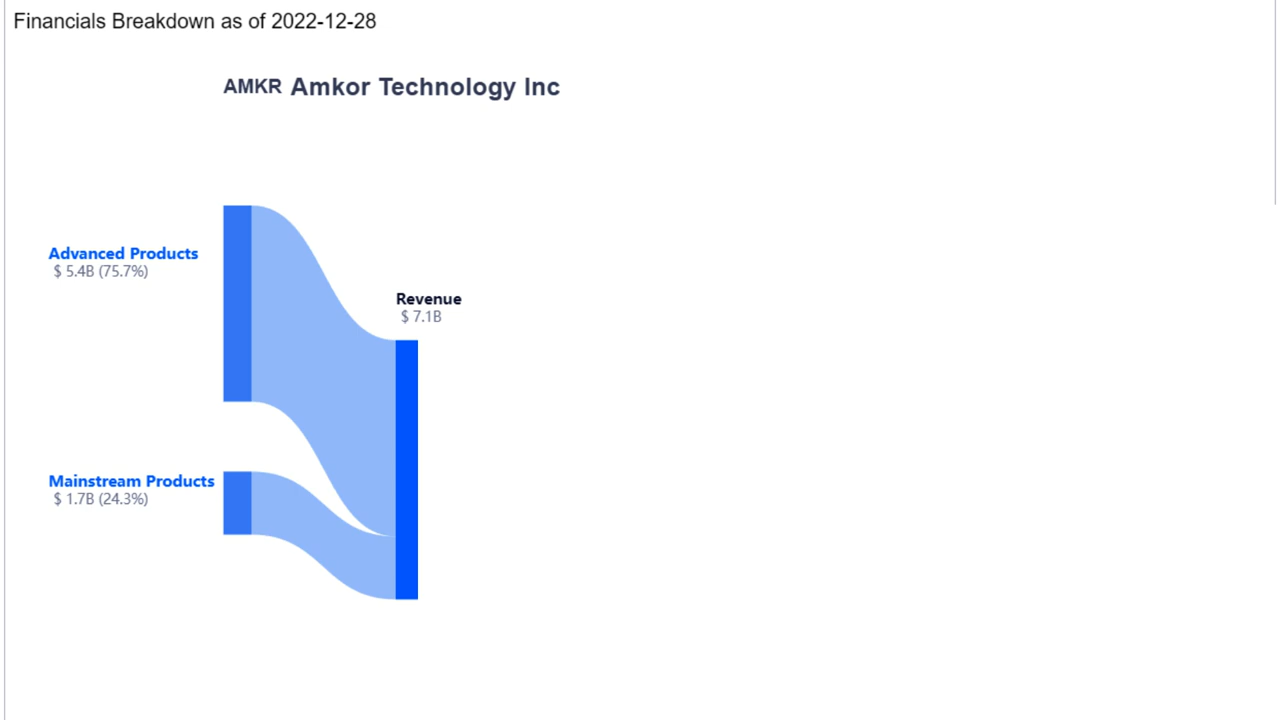 Financials Breakdown as of 2022-12-28
AMKR Amkor Technology Inc
Advanced Products
$ 5.4B (75.7%)
Revenue
$ 7.1B
Mainstream Products
$ 1.7B (24.3%)